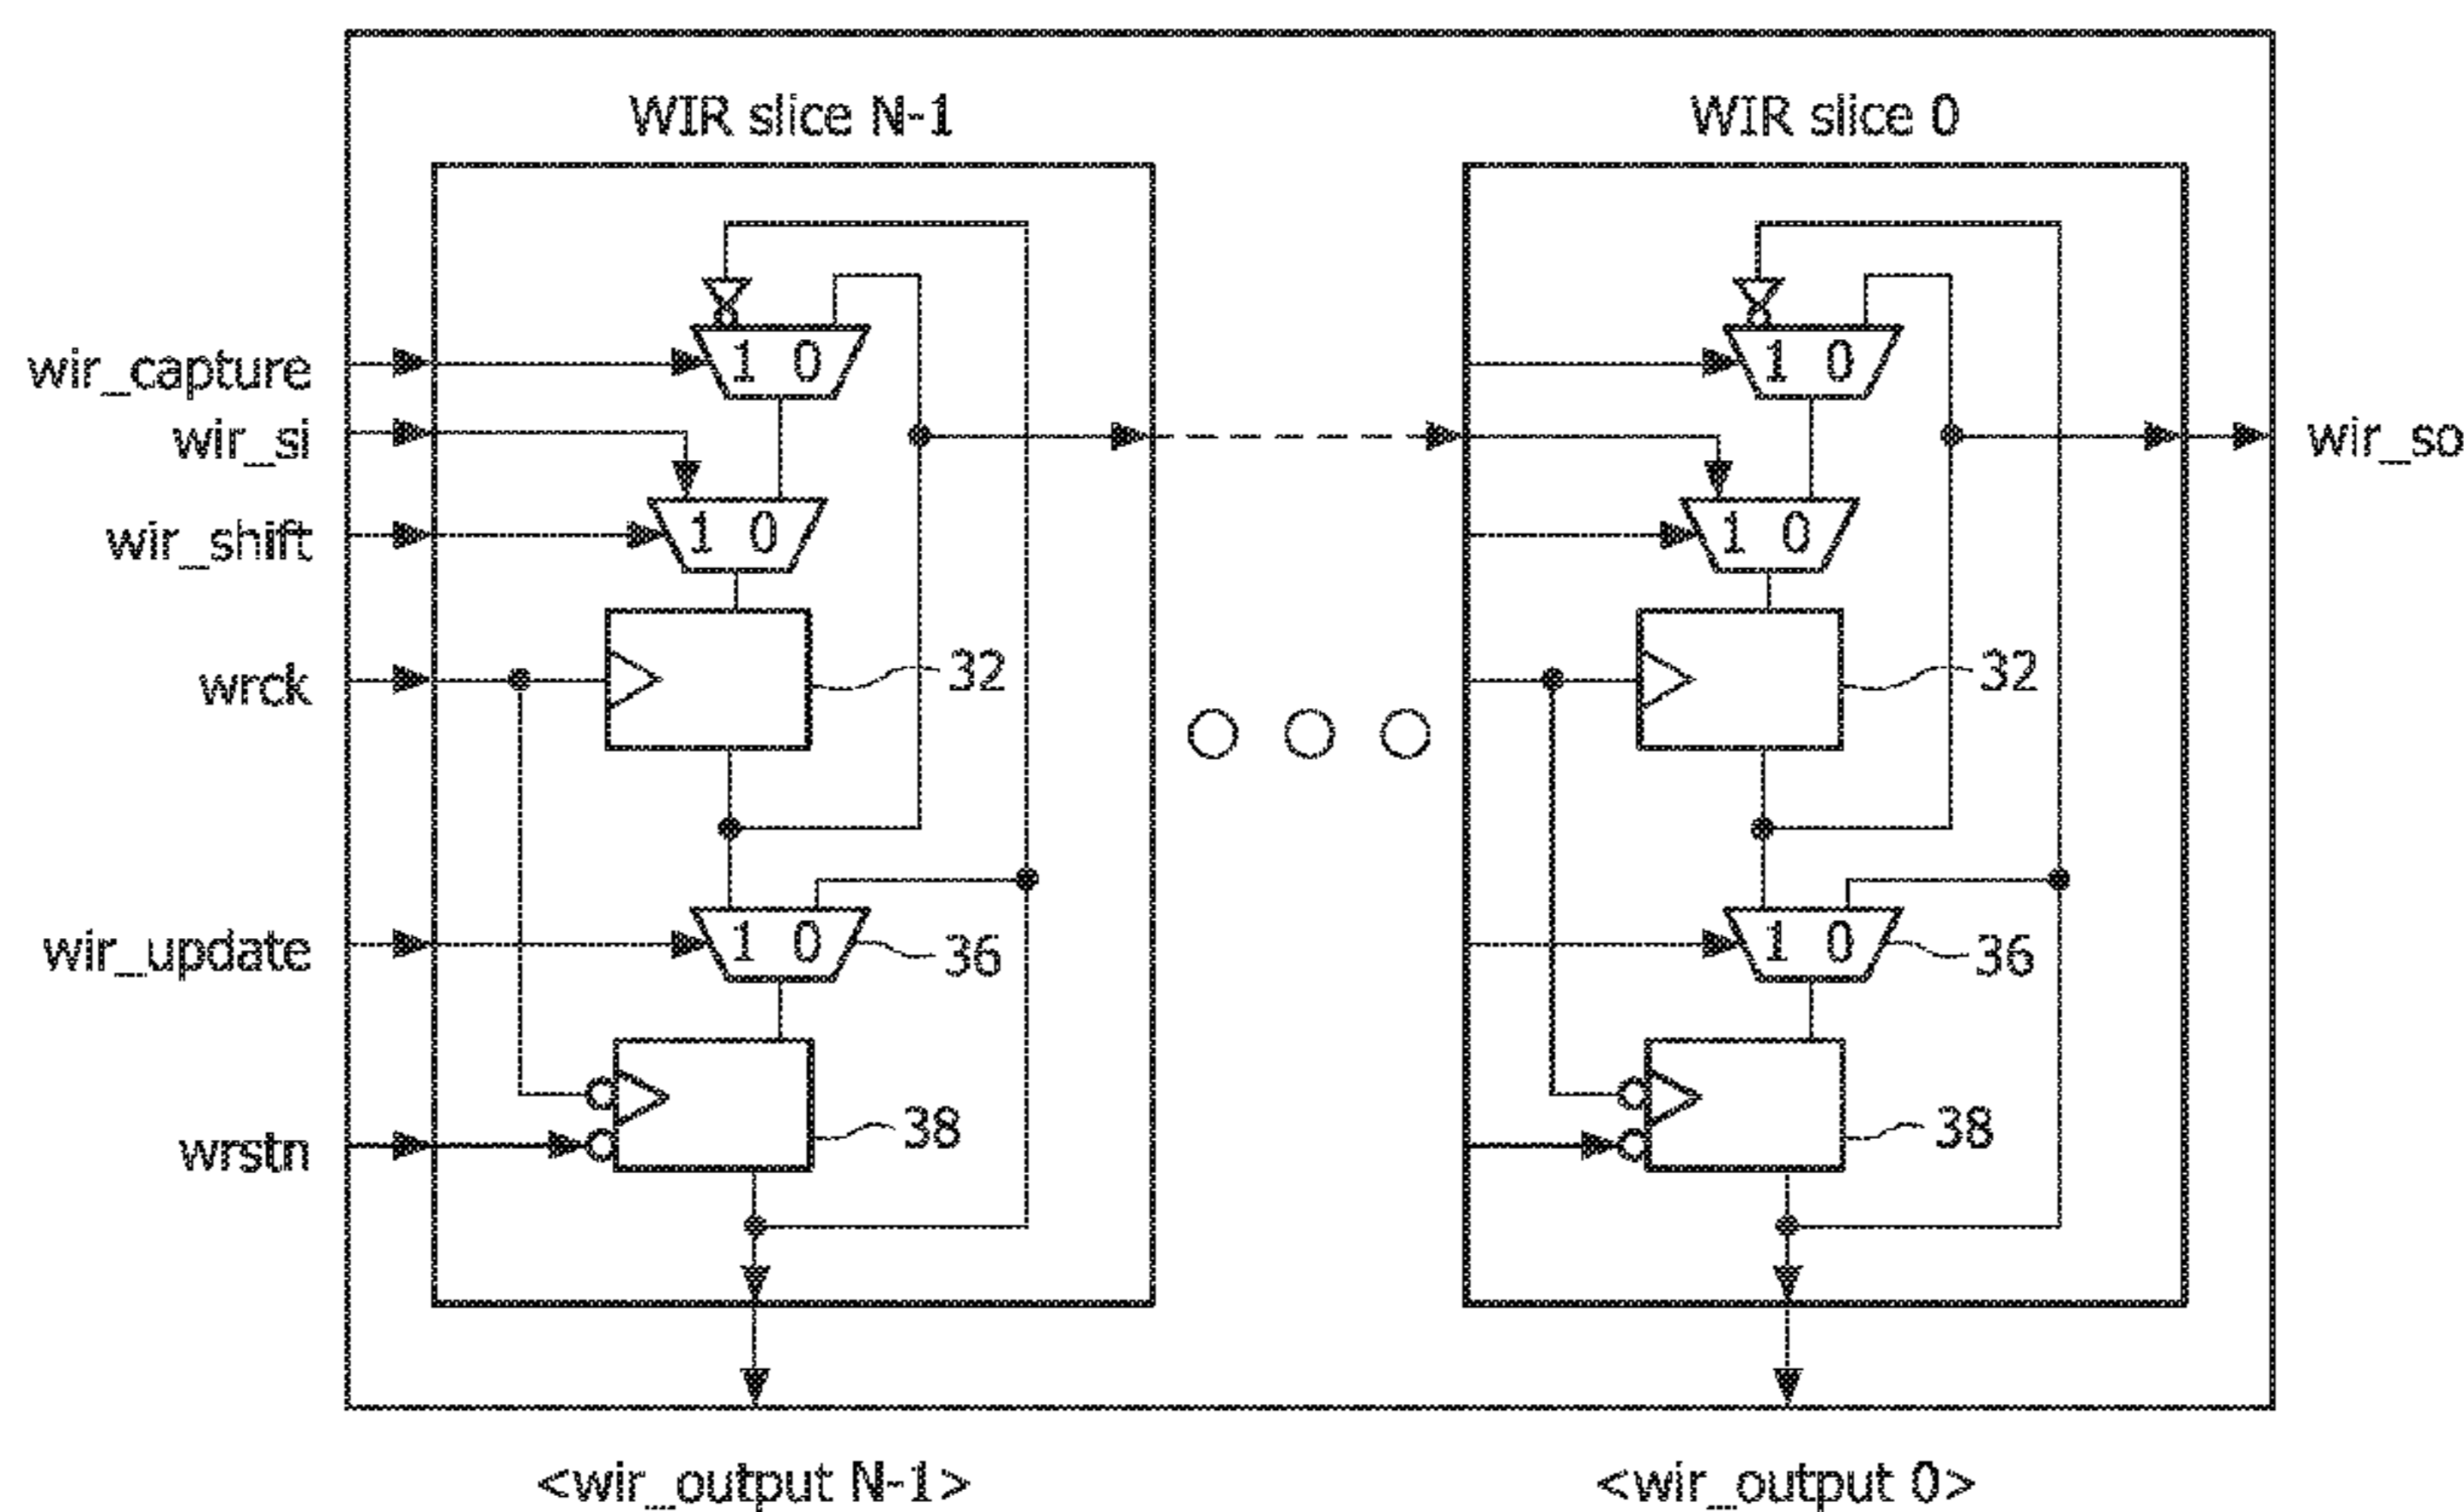 WIR slice N-1
WIR slice 0
1 0
1 0
wir_capture
wir_si
wir_so
1 0
1 0
wir_shift
32
32
wrck
1 0
1 0
wir_update
36
36
38
38
wrstn
<wir_output N-1>
<wir_output 0>